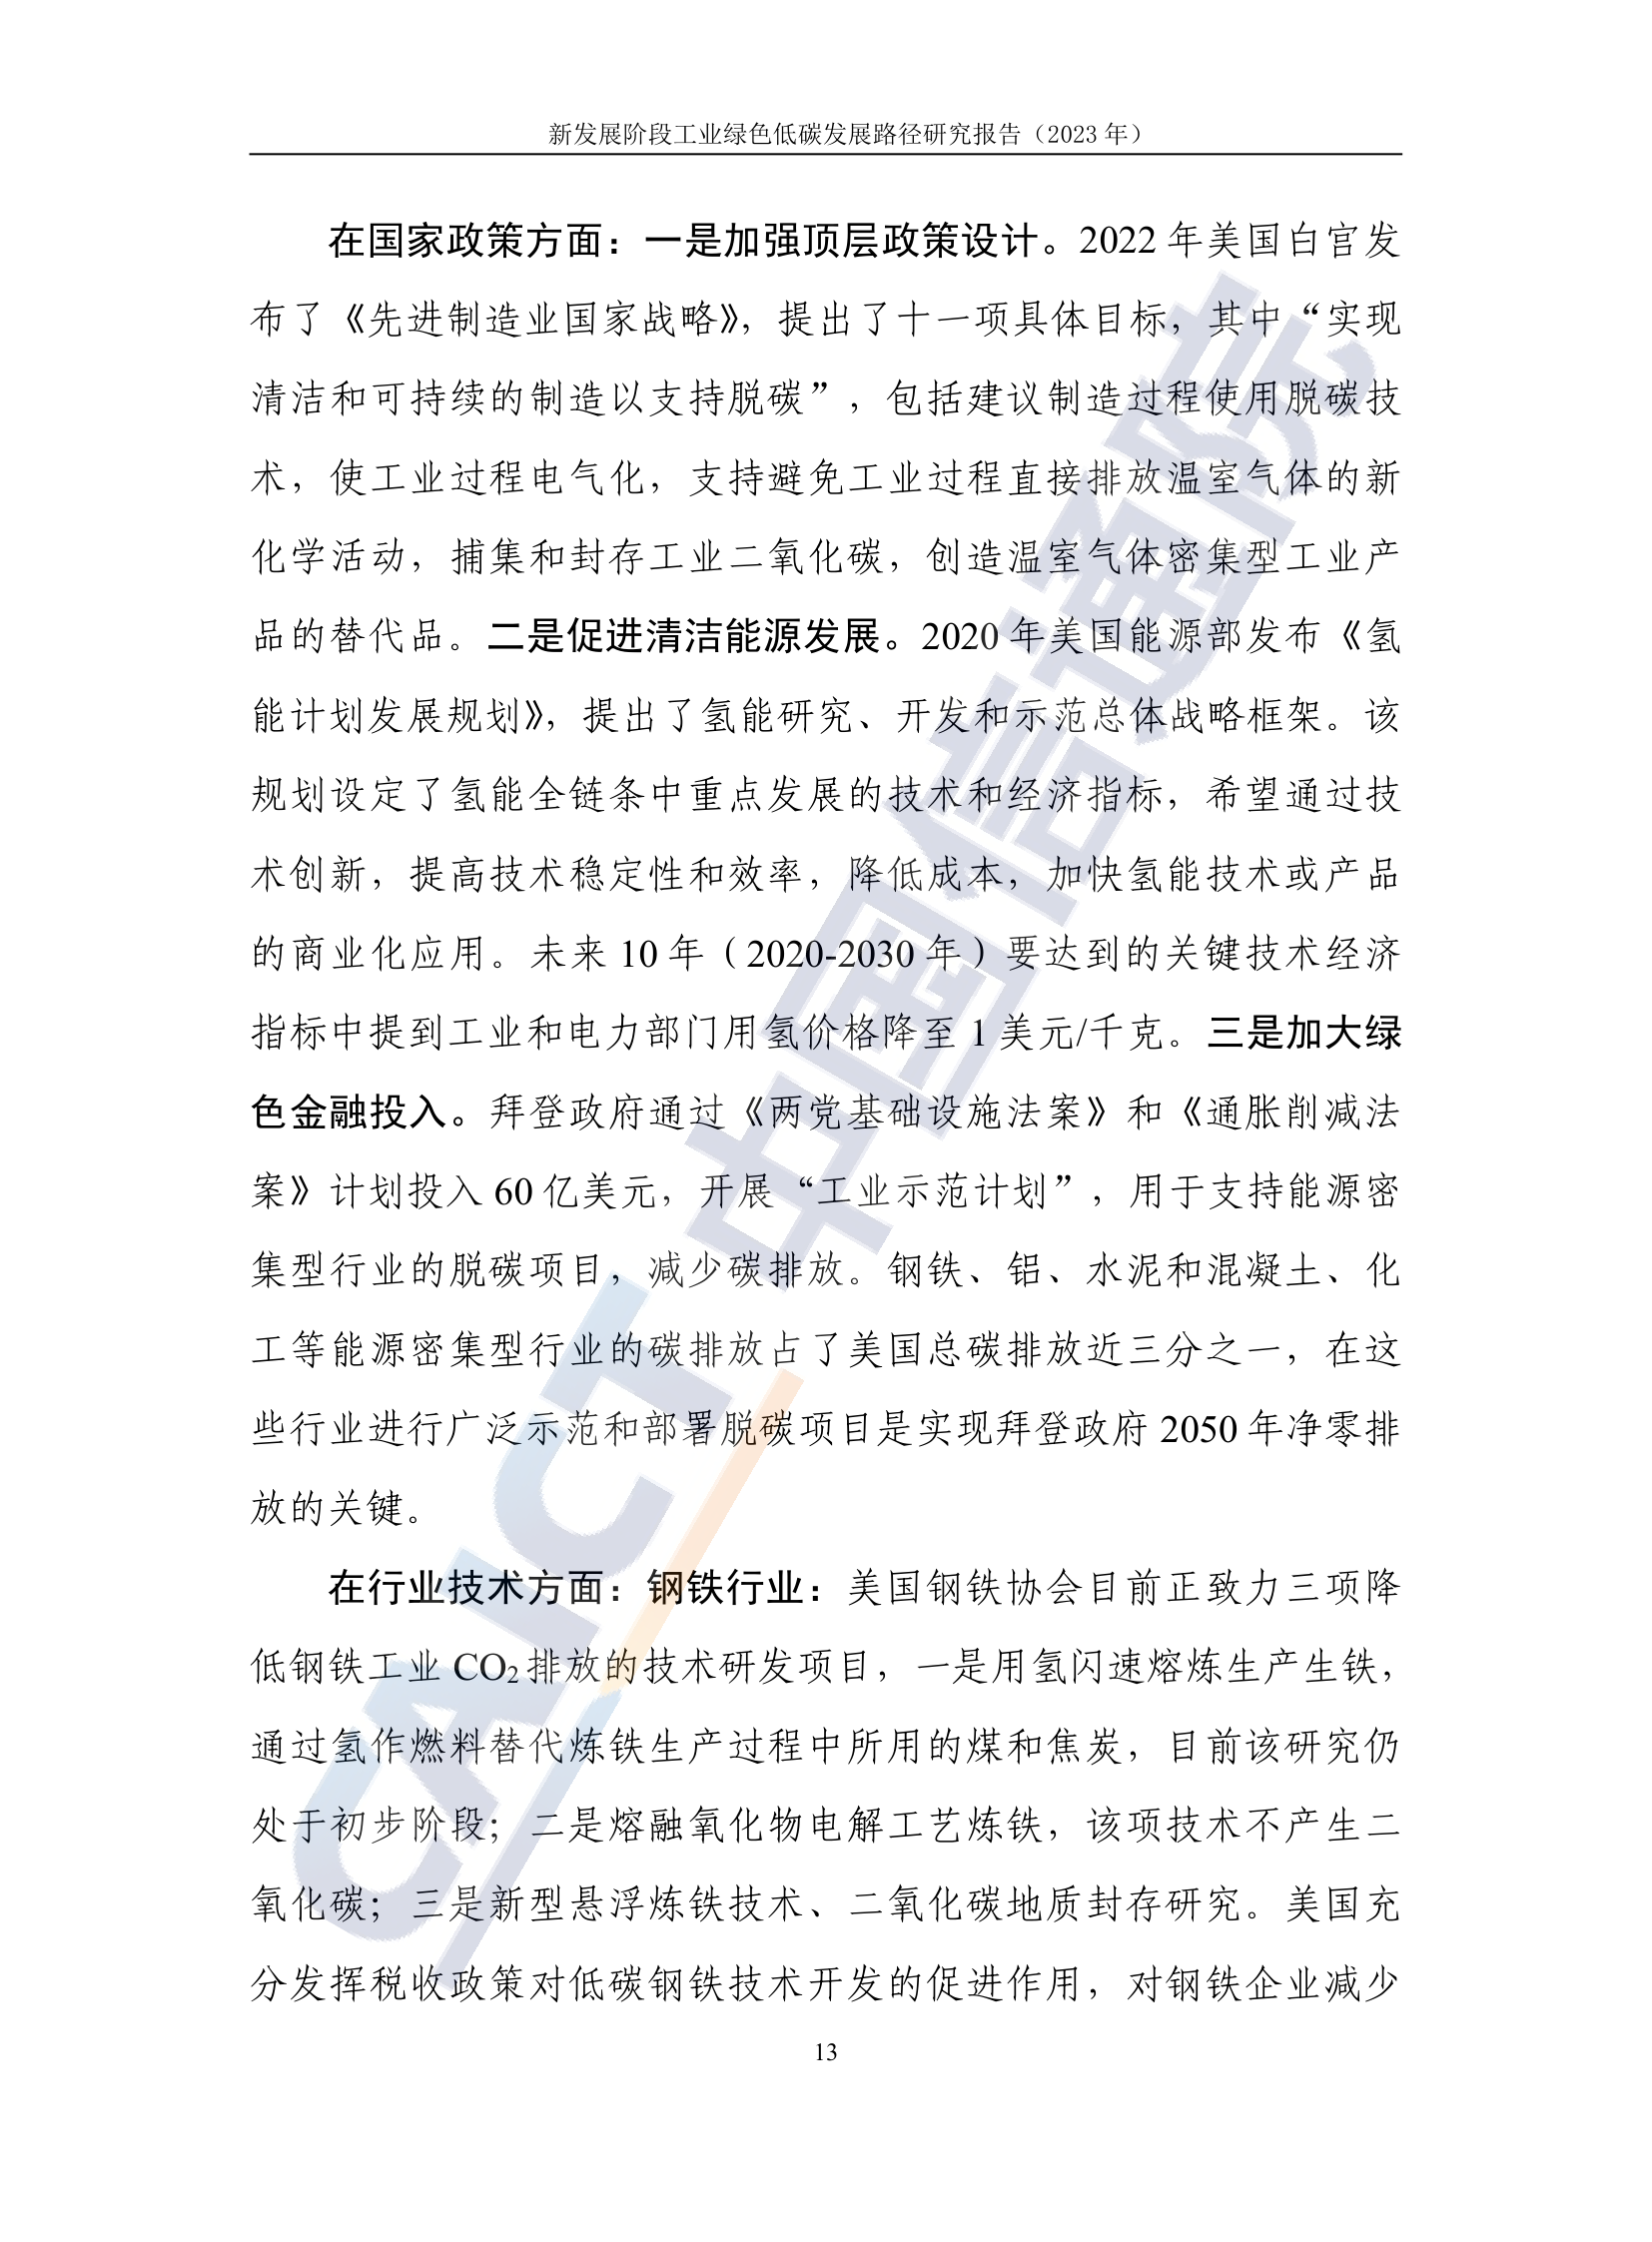 新发展阶段工业绿色低碳发展路径研究报告（2023 年）
在国家政策方面：一是加强顶层政策设计。2022 年美国白宫发
布了《先进制造业国家战略》，提出了十一项具体目标，其中“实现
清洁和可持续的制造以支持脱碳”，包括建议制造过程使用脱碳技
术，使工业过程电气化，支持避免工业过程直接排放温室气体的新
化学活动，捕集和封存工业二氧化碳，创造温室气体密集型工业产
品的替代品。二是促进清洁能源发展。2020 年美国能源部发布《氢
能计划发展规划》，提出了氢能研究、开发和示范总体战略框架。该
规划设定了氢能全链条中重点发展的技术和经济指标，希望通过技
术创新，提高技术稳定性和效率，降低成本，加快氢能技术或产品
的商业化应用。未来 10 年（2020-2030 年）要达到的关键技术经济
指标中提到工业和电力部门用氢价格降至 1 美元/千克。三是加大绿
色金融投入。拜登政府通过《两党基础设施法案》和《通胀削减法
案》计划投入 60 亿美元，开展“工业示范计划”，用于支持能源密
集型行业的脱碳项目，减少碳排放。钢铁、铝、水泥和混凝土、化
工等能源密集型行业的碳排放占了美国总碳排放近三分之一，在这
些行业进行广泛示范和部署脱碳项目是实现拜登政府 2050 年净零排
放的关键。
在行业技术方面：钢铁行业：美国钢铁协会目前正致力三项降
低钢铁工业 CO₂ 排放的技术研发项目，一是用氢闪速熔炼生产生铁，
通过氢作燃料替代炼铁生产过程中所用的煤和焦炭，目前该研究仍
处于初步阶段；二是熔融氧化物电解工艺炼铁，该项技术不产生二
氧化碳；三是新型悬浮炼铁技术、二氧化碳地质封存研究。美国充
分发挥税收政策对低碳钢铁技术开发的促进作用，对钢铁企业减少
13
CAICT 中国信通院